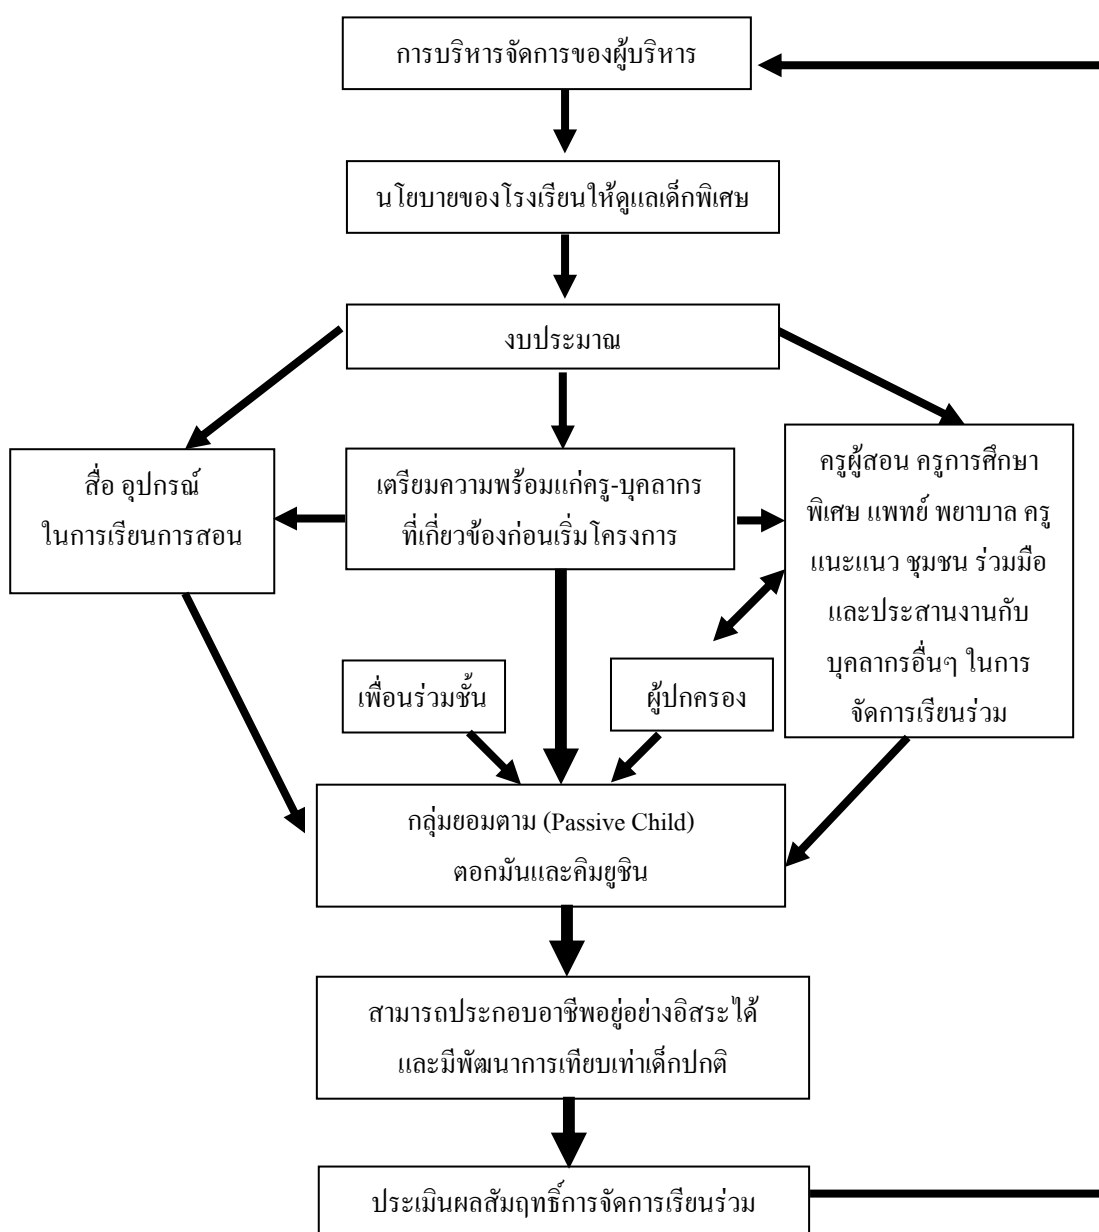 การบริหารจัดการของผู้บริหาร
นโยบายของโรงเรียนให้ดูแลเด็กพิเศษ
งบประมาณ
สื่อ อุปกรณ์
ในการเรียนการสอน
เตรียมความพร้อมแก่ครู-บุคลากร
ที่เกี่ยวข้องก่อนเริ่มโครงการ
ครูผู้สอน ครูการศึกษา
พิเศษ แพทย์ พยาบาล ครู
แนะแนว ชุมชน ร่วมมือ
และประสานงานกับ
บุคลากรอื่นๆ ในการ
จัดการเรียนร่วม
เพื่อนร่วมชั้น
ผู้ปกครอง
กลุ่มยอมตาม (Passive Child)
ตอกมันและคิมยูชิน
สามารถประกอบอาชีพอยู่อย่างอิสระได้
และมีพัฒนาการเทียบเท่าเด็กปกติ
ประเมินผลสัมฤทธิ์การจัดการเรียนร่วม